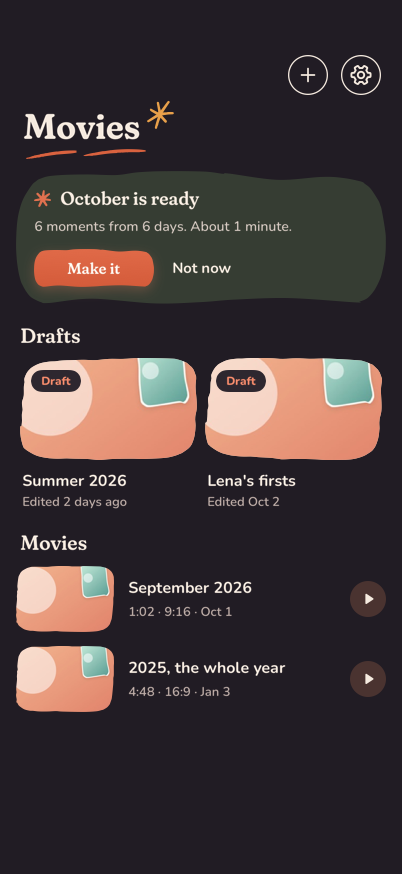 Movies
October is ready
6 moments from 6 days. About 1 minute.
Make it
Not now
Drafts
Draft
Draft
Summer 2026
Lena's firsts
Edited 2 days ago
Edited Oct 2
Movies
September 2026
1:02 · 9:16 · Oct 1
2025, the whole year
4:48 · 16:9 · Jan 3